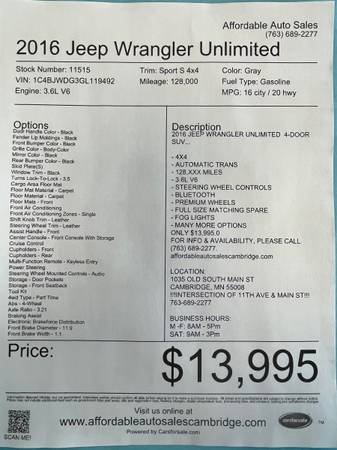 Affordable Auto Sales
(763) 689-2277
2016 Jeep Wrangler Unlimited
Stock Number: 11515 Trim: Sport S 4x4 Color: Gray
VIN: 1C4BJWDG3GL119492 Mileage: 128,000 Fuel Type: Gasoline
Engine: 3.6L V6 MPG: 16 city / 20 hwy
Options
Door Handle Color - Black
Fender Lip Moldings - Black
Front Bumper Color - Black
Grille Color - Body-Color
Mirror Color - Black
Rear Bumper Color - Black
Skid Plate(S)
Window Trim - Black
Turns Lock-To-Lock - 3.5
Cargo Area Floor Mat
Floor Mat Material - Carpet
Floor Material - Carpet
Floor Mats - Front
Front Air Conditioning
Front Air Conditioning Zones - Single
Shift Knob Trim - Leather
Steering Wheel Trim - Leather
Assist Handle - Front
Center Console - Front Console With Storage
Cruise Control
Cupholders - Front
Cupholders - Rear
Multi-Function Remote - Keyless Entry
Power Steering
Steering Wheel Mounted Controls - Audio
Storage - Door Pockets
Storage - Front Seatback
Tool Kit
4wd Type - Part Time
Abs - 4-Wheel
Axle Ratio - 3.21
Braking Assist
Electronic Brakeforce Distribution
Front Brake Diameter - 11.9
Front Brake Width - 1.1
Description
2016 JEEP WRANGLER UNLIMITED 4-DOOR
SUV...
- 4X4
- AUTOMATIC TRANS
- 128,XXX MILES
- 3.6L V6
- STEERING WHEEL CONTROLS
- BLUETOOTH
- PREMIUM WHEELS
- FULL SIZE MATCHING SPARE
- FOG LIGHTS
- MANY MORE OPTIONS
ONLY $13,995.0
FOR INFO & AVAILABILITY, PLEASE CALL
(763) 689-2277.
affordableautosalescambridge.com
LOCATION:
1035 OLD SOUTH MAIN ST
CAMBRIDGE, MN 55008
!!!INTERSECTION OF 11TH AVE & MAIN ST!!!
763-689-2277
affordableautosalescambridge.com
BUSINESS HOURS:
M -F: 8AM - 5Pm
SAT: 9AM - 3Pm
Price:
$13,995
SCAN ME!
Visit us online at
www.affordableautosalescambridge.com
Powered by Carsforsale.com
carsforsale
TM